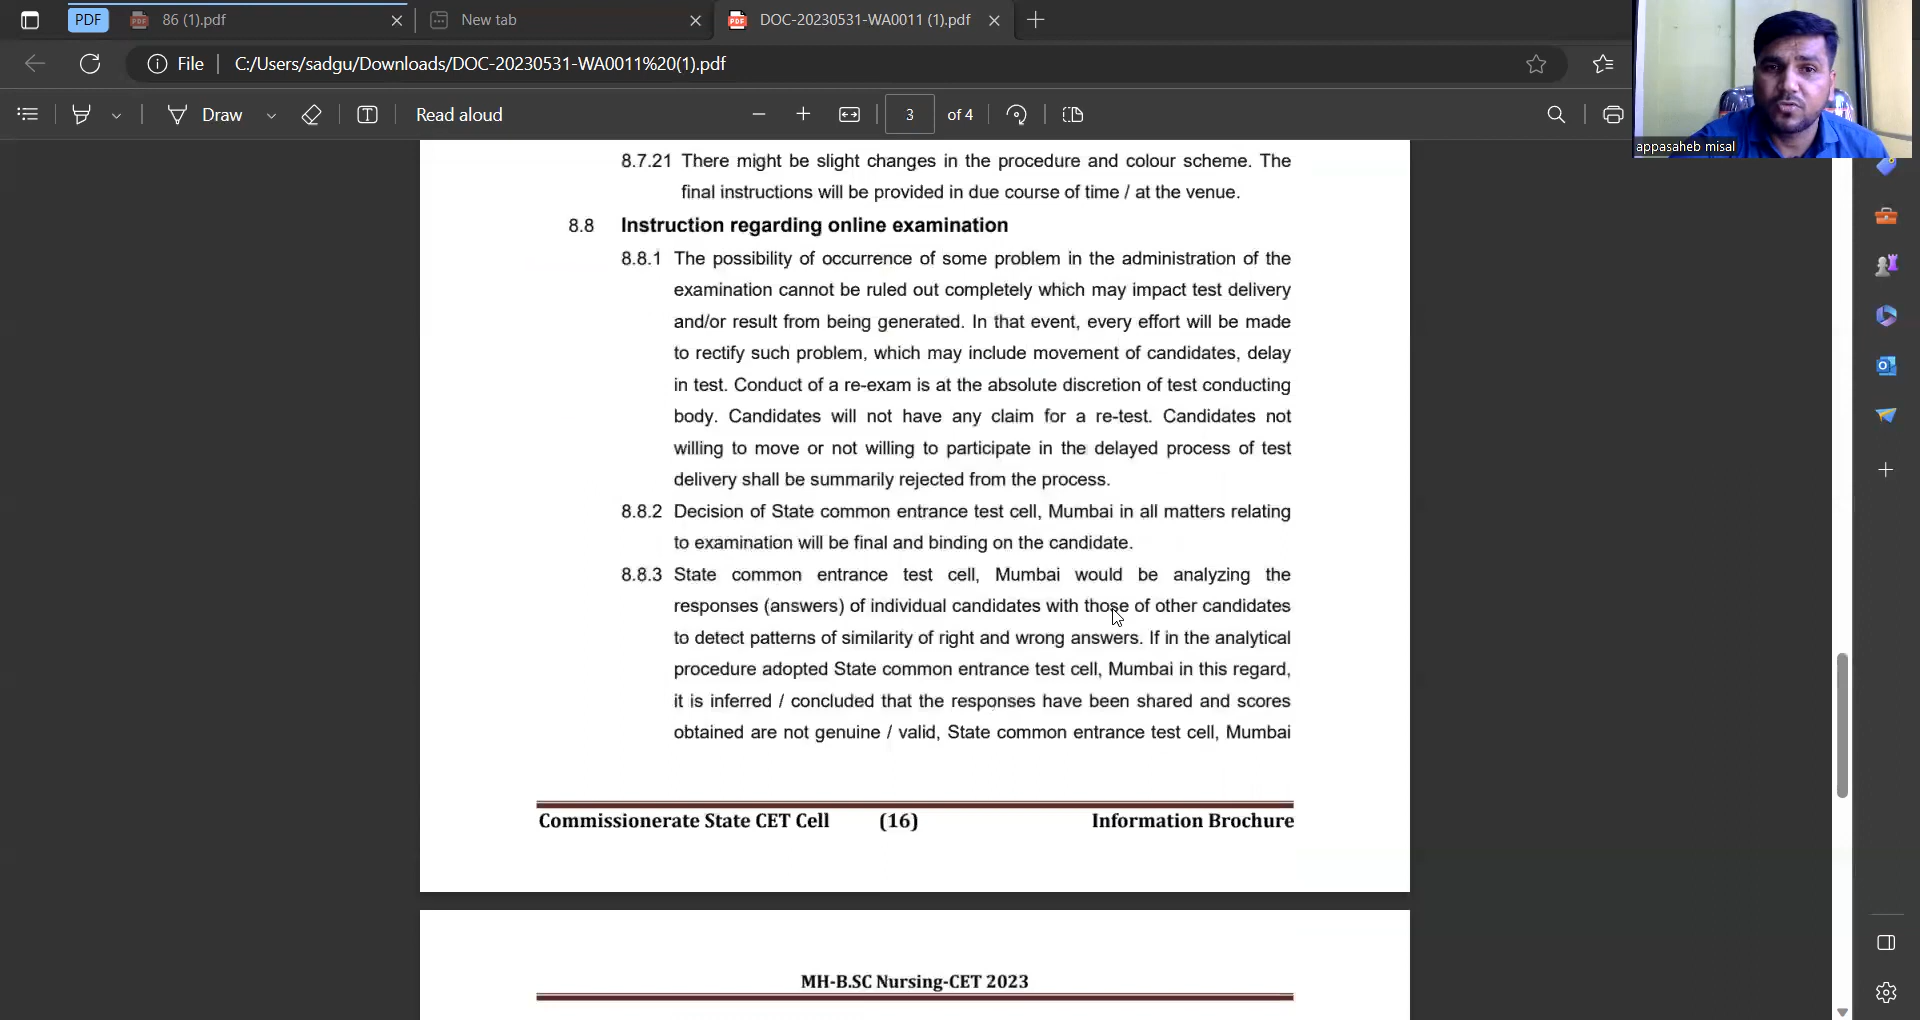 PDF
86 (1).pdf
New tab
DOC-20230531-WA0011 (1).pdf
File
C:/Users/sadgu/Downloads/DOC-20230531-WA0011%20(1).pdf
Draw
Read aloud
3
of 4
appasaheb misal
8.7.21 There might be slight changes in the procedure and colour scheme. The
final instructions will be provided in due course of time / at the venue.
8.8 Instruction regarding online examination
8.8.1 The possibility of occurrence of some problem in the administration of the
examination cannot be ruled out completely which may impact test delivery
and/or result from being generated. In that event, every effort will be made
to rectify such problem, which may include movement of candidates, delay
in test. Conduct of a re-exam is at the absolute discretion of test conducting
body. Candidates will not have any claim for a re-test. Candidates not
willing to move or not willing to participate in the delayed process of test
delivery shall be summarily rejected from the process.
8.8.2 Decision of State common entrance test cell, Mumbai in all matters relating
to examination will be final and binding on the candidate.
8.8.3 State common entrance test cell, Mumbai would be analyzing the
responses (answers) of individual candidates with those of other candidates
to detect patterns of similarity of right and wrong answers. If in the analytical
procedure adopted State common entrance test cell, Mumbai in this regard,
it is inferred / concluded that the responses have been shared and scores
obtained are not genuine / valid, State common entrance test cell, Mumbai
Commissionerate State CET Cell (16) Information Brochure
MH-B.SC Nursing-CET 2023